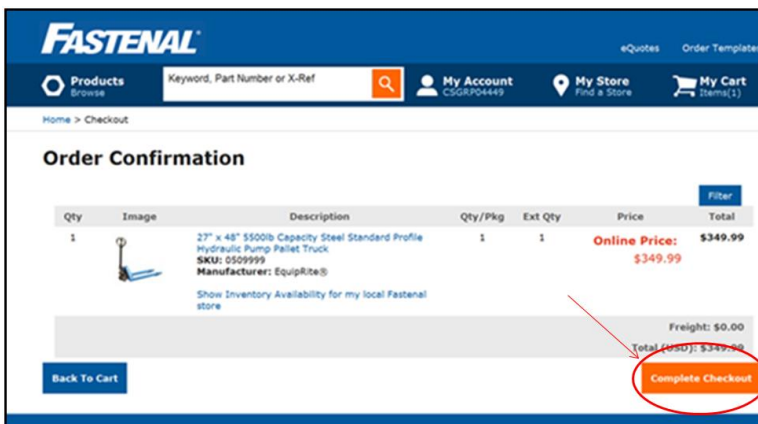 FASTENAL®
eQuotes Order Templates
Products
Browse
Keyword, Part Number or X-Ref
My Account
CSGRP04449
My Store
Find a Store
My Cart
Items(1)
Home > Checkout
Order Confirmation
Filter
Qty Image Description Qty/Pkg Ext Qty Price Total
1 27" x 48" 5500lb Capacity Steel Standard Profile 1 1 Online Price: $349.99
Hydraulic Pump Pallet Truck $349.99
SKU: 0509999
Manufacturer: EquipRite®
Show Inventory Availability for my local Fastenal
store
Freight: $0.00
Total (USD): $349.99
Back To Cart
Complete Checkout